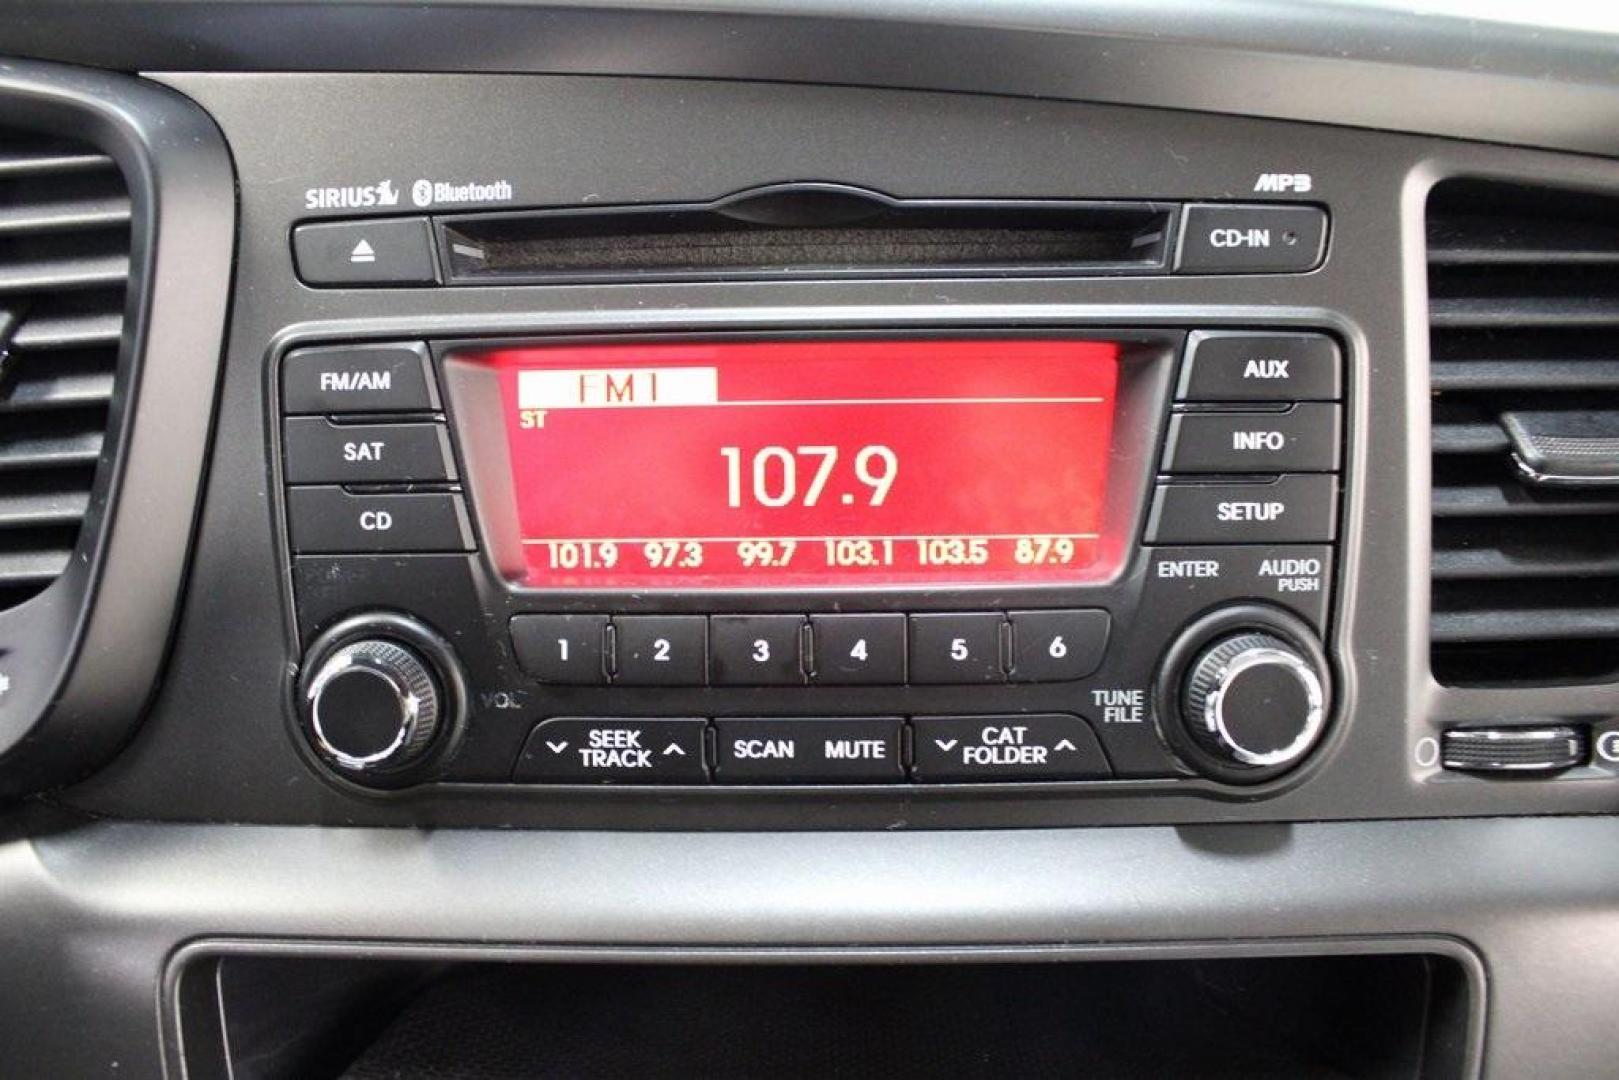 SIRIUS Bluetooth MP3
CD-IN
FM/AM FM1 AUX
ST
SAT 107.9 INFO
CD SETUP
101.9 97.3 99.7 103.1 103.5 87.9
ENTER AUDIO
PUSH
1 2 3 4 5 6
VOL TUNE
FILE
SEEK
TRACK
SCAN MUTE
CAT
FOLDER